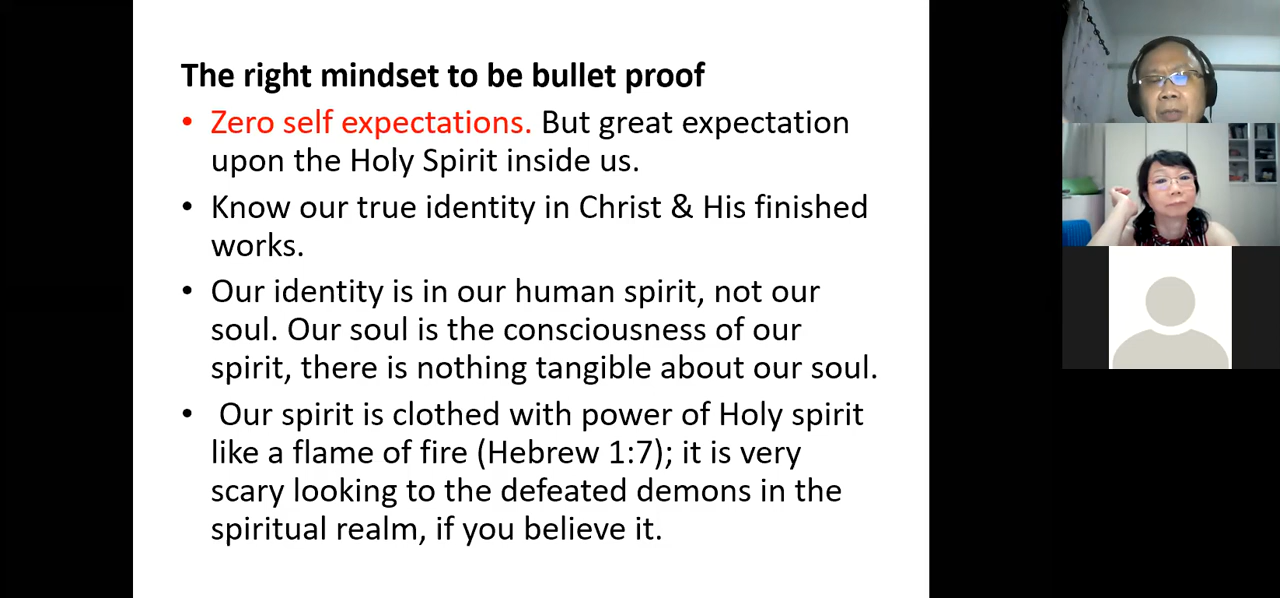 The right mindset to be bullet proof
• Zero self expectations. But great expectation
upon the Holy Spirit inside us.
• Know our true identity in Christ & His finished
works.
• Our identity is in our human spirit, not our
soul. Our soul is the consciousness of our
spirit, there is nothing tangible about our soul.
• Our spirit is clothed with power of Holy spirit
like a flame of fire (Hebrew 1:7); it is very
scary looking to the defeated demons in the
spiritual realm, if you believe it.